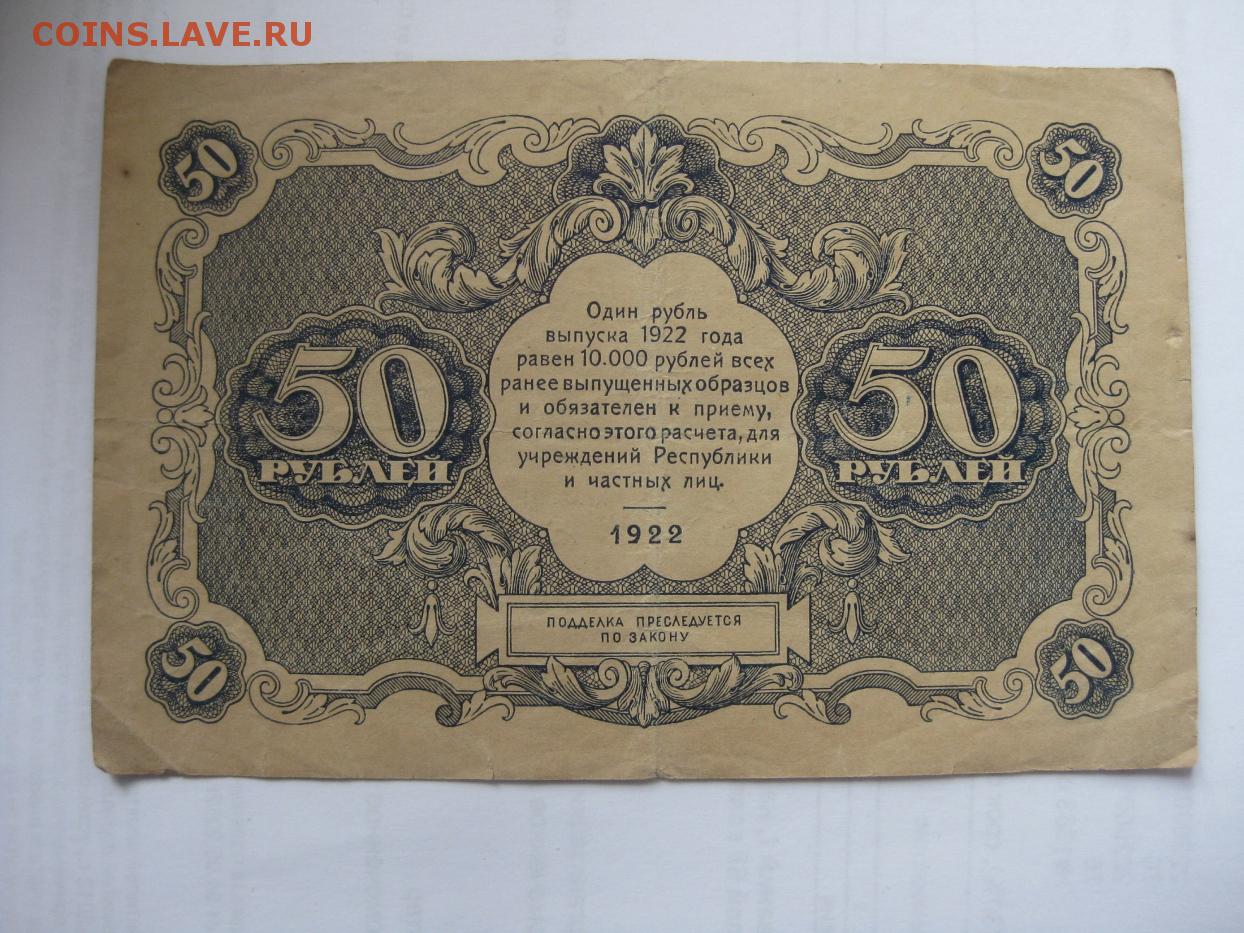 COINS.LAVE.RU
50
50
Один рубль
выпуска 1922 года
равен 10.000 рублей всех
ранее выпущенных образцов
и обязателен к приему,
согласно этого расчета, для
учреждений Республики
и частных лиц.
1922
50
РУБЛЕЙ
50
РУБЛЕЙ
ПОДДЕЛКА ПРЕСЛЕДУЕТСЯ
ПО ЗАКОНУ
50
50